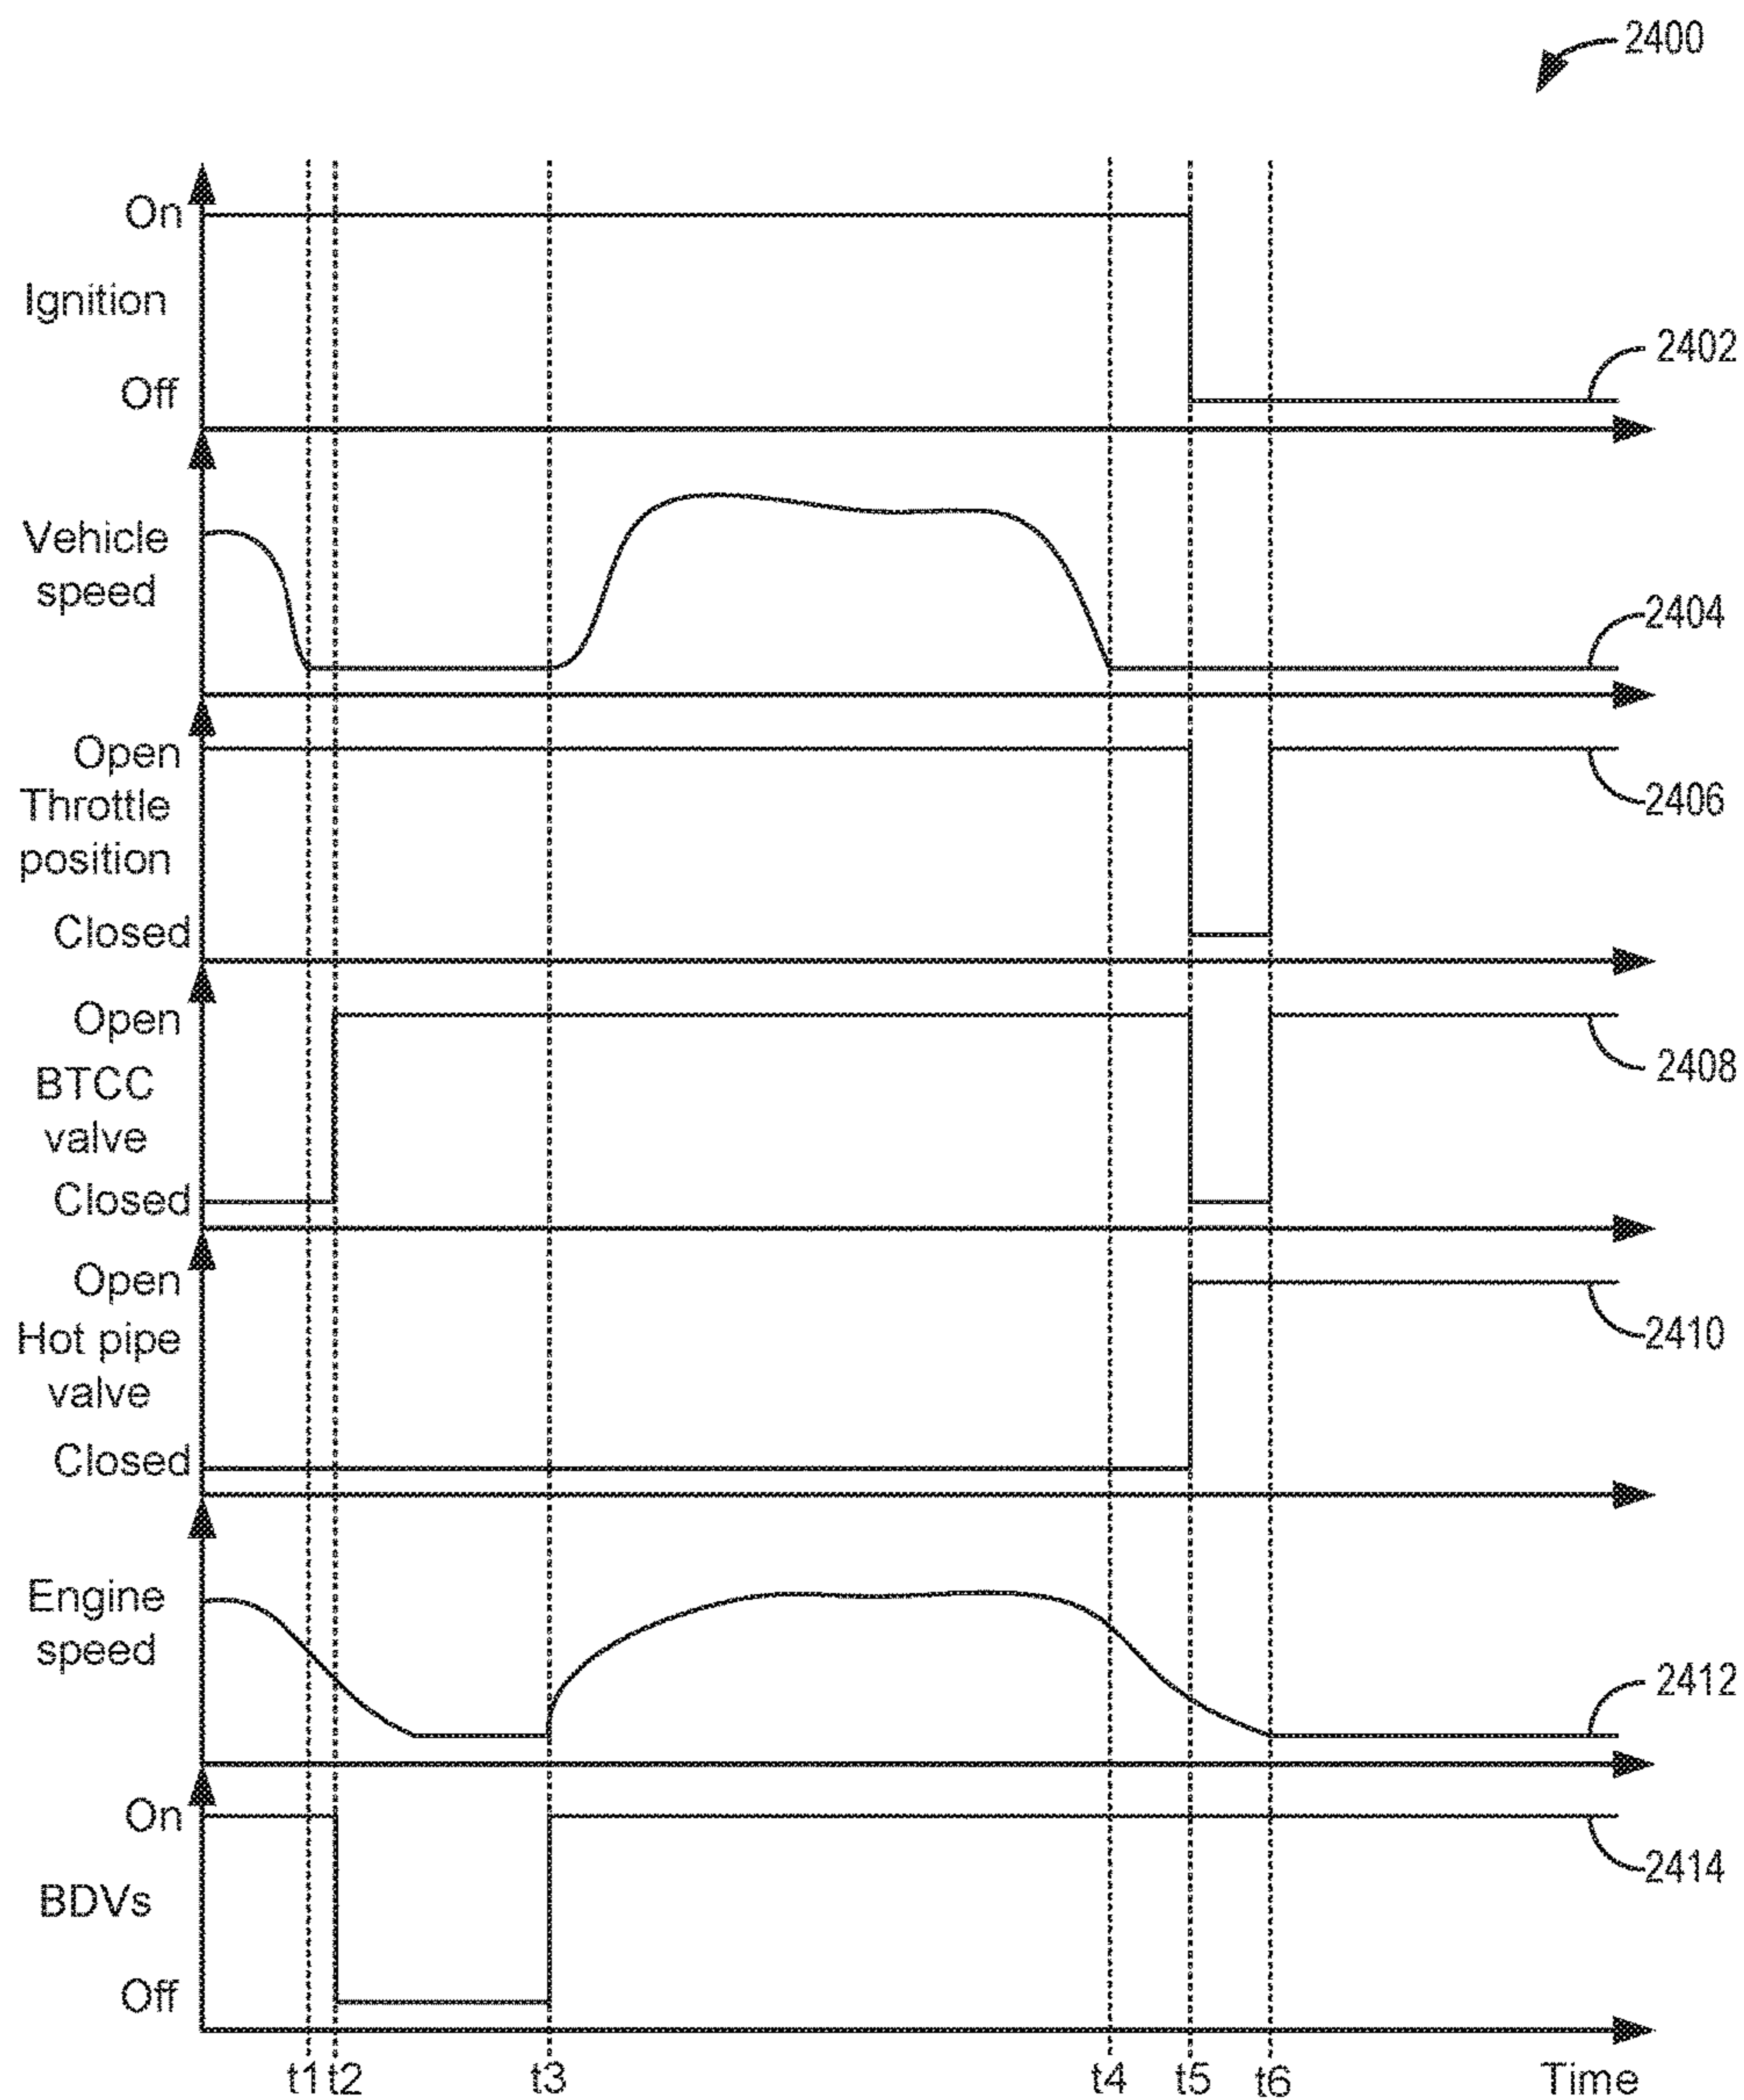 2400
On
Ignition
Off
2402
Vehicle
speed
2404
Open
Throttle
position
Closed
2406
Open
BTCC
valve
Closed
2408
Open
Hot pipe
valve
Closed
2410
Engine
speed
2412
On
BDVs
Off
2414
t1 t2 t3 t4 t5 t6 Time